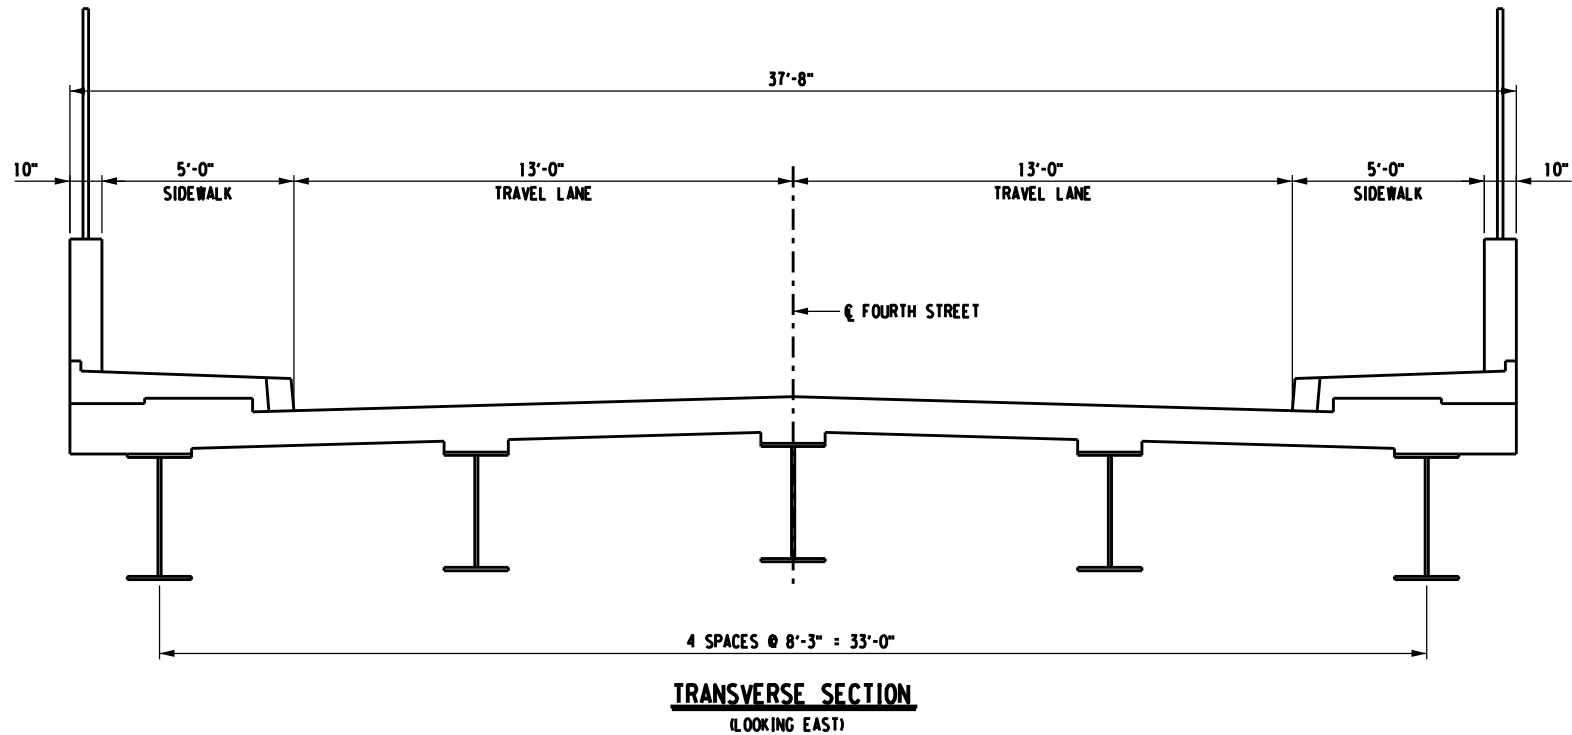 37'-8"
10" 5'-0" 13'-0" 13'-0" 5'-0" 10"
SIDEWALK TRAVEL LANE TRAVEL LANE SIDEWALK
℄ FOURTH STREET
4 SPACES @ 8'-3" = 33'-0"
TRANSVERSE SECTION
(LOOKING EAST)